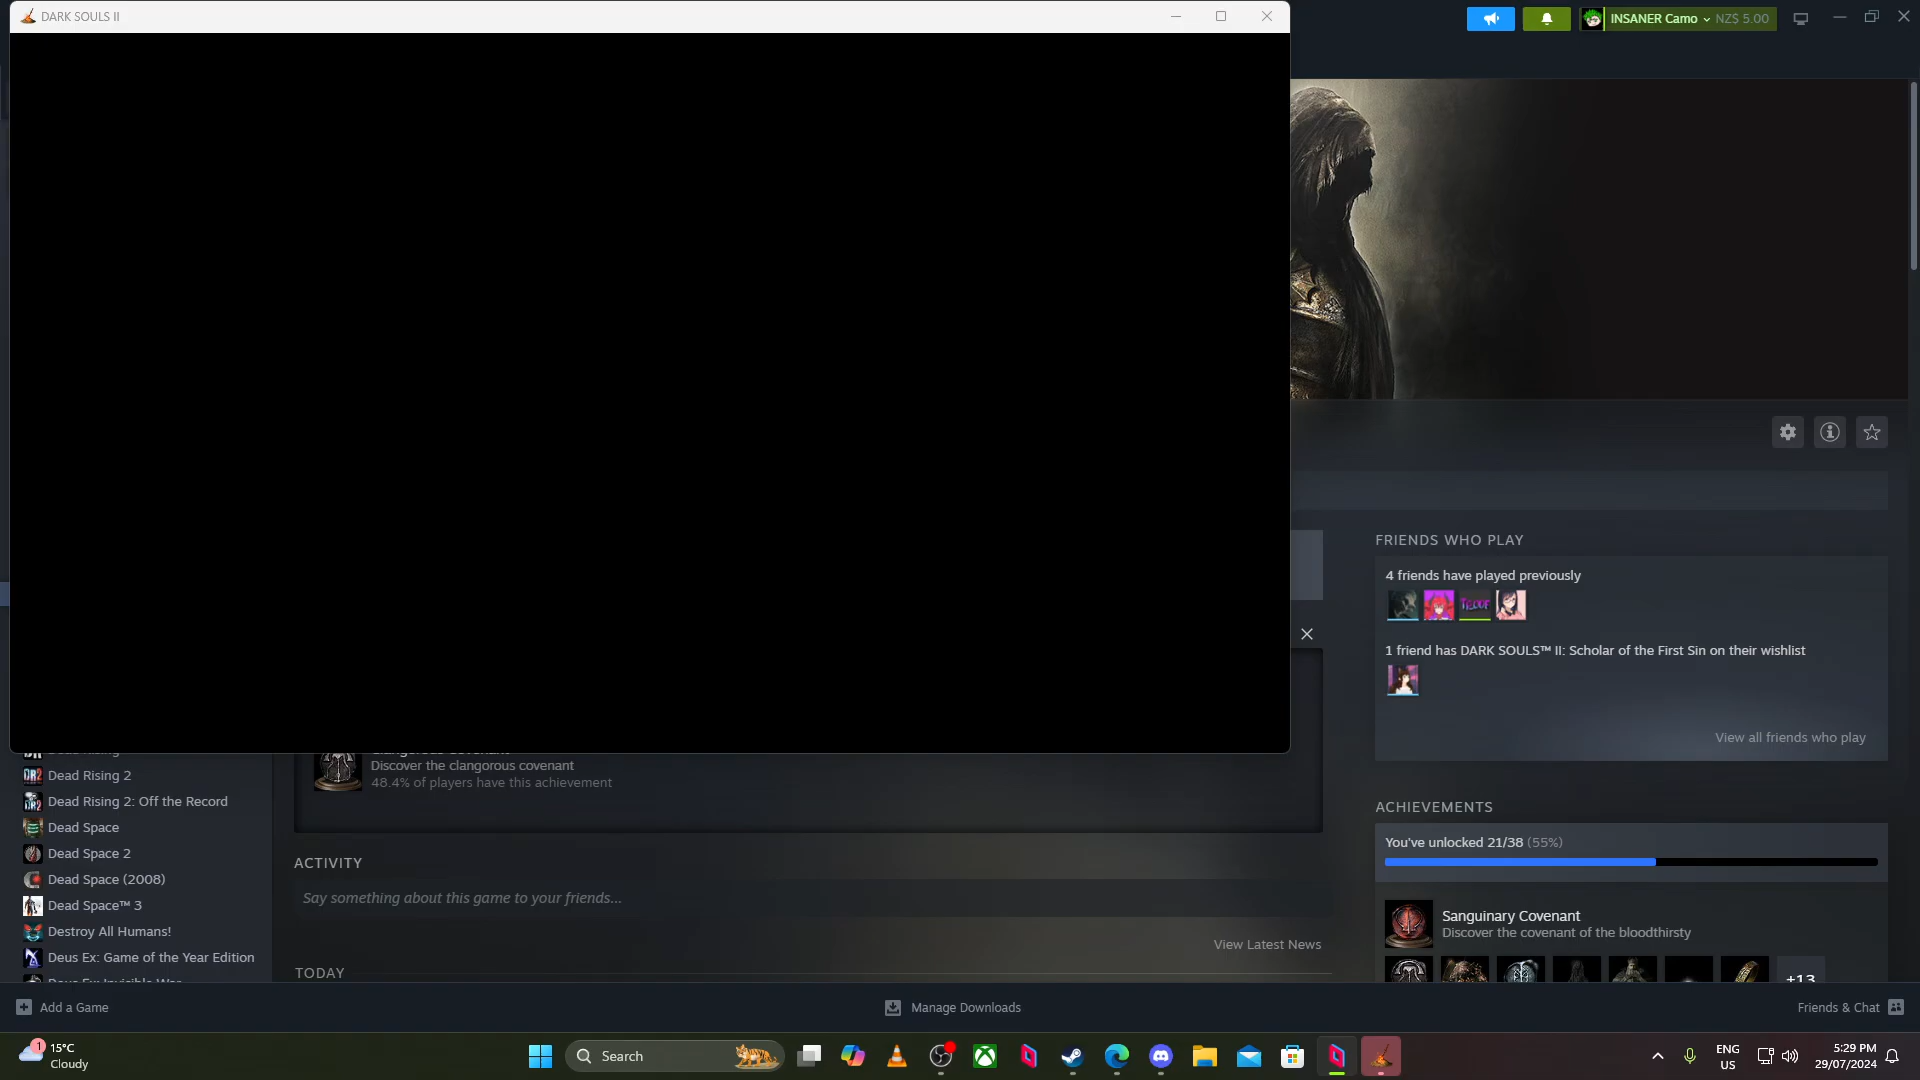 DARK SOULS II
INSANER Camo
NZ$ 5.00
FRIENDS WHO PLAY
4 friends have played previously
TELOUF
1 friend has DARK SOULS™ II: Scholar of the First Sin on their wishlist
View all friends who play
Discover the clangorous covenant
48.4% of players have this achievement
Dead Rising 2
Dead Rising 2: Off the Record
Dead Space
Dead Space 2
Dead Space (2008)
Dead Space™ 3
Destroy All Humans!
Deus Ex: Game of the Year Edition
ACTIVITY
Say something about this game to your friends...
View Latest News
TODAY
ACHIEVEMENTS
You've unlocked 21/38 (55%)
Sanguinary Covenant
Discover the covenant of the bloodthirsty
+13
Add a Game
Manage Downloads
Friends & Chat
1
15°C
Cloudy
Search
ENG
US
5:29 PM
29/07/2024